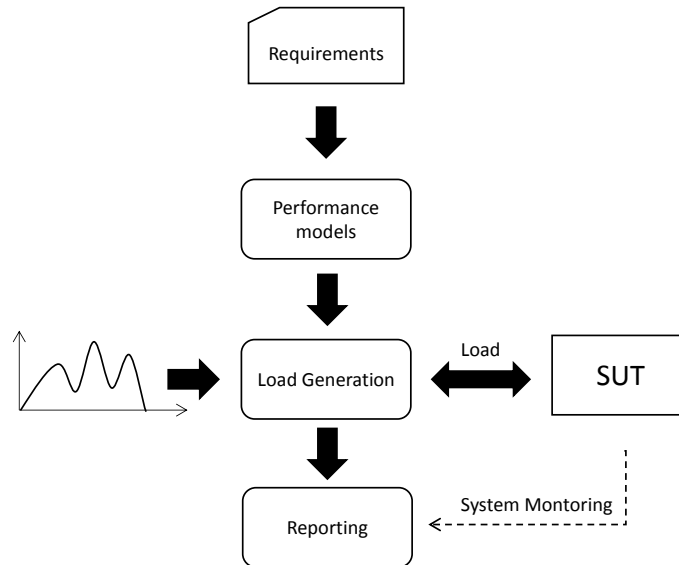 Requirements
Performance
models
Load
Load Generation
SUT
System Montoring
Reporting